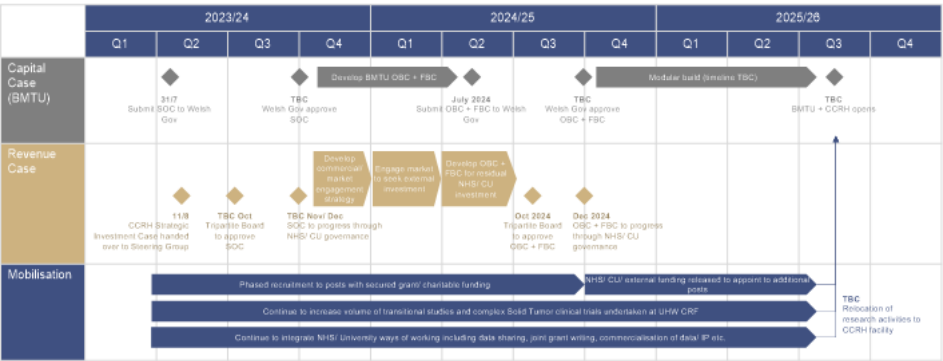 2023/24
2024/25
2025/26
Q1
Q2
Q3
Q4
Q1
Q2
Q3
Q4
Q1
Q2
Q3
Q4
Capital
Case
(BMTU)
31/7
Submit SOC to Welsh
Gov
TBC
Welsh Gov approve
SOC
Develop BMTU OBC + FBC
July 2024
Submit OBC + FBC to Welsh
Gov
TBC
Welsh Gov approve
OBC + FBC
Modular build (timeline TBC)
TBC
BMTU + CCRH opens
Revenue
Case
11/8
CCRH Strategic
Investment Case handed
over to Steering Group
TBC Oct
Tripartite Board
to approve
SOC
TBC Nov/ Dec
SOC to progress through
NHS/ CU governance
Develop
commercial/
market
engagement
strategy
Engage market
to seek external
investment
Develop OBC +
FBC for residual
NHS/ CU
investment
Oct 2024
Tripartite Board
to approve
OBC + FBC
Dec 2024
OBC + FBC to progress
through NHS/ CU
governance
Mobilisation
Phased recruitment to posts with secured grant/ charitable funding
NHS/ CU/ external funding released to appoint to additional
posts
Continue to increase volume of transitional studies and complex Solid Tumor clinical trials undertaken at UHW CRF
Continue to integrate NHS/ University ways of working including data sharing, joint grant writing, commercialisation of data/ IP etc.
TBC
Relocation of
research activities to
CCRH facility